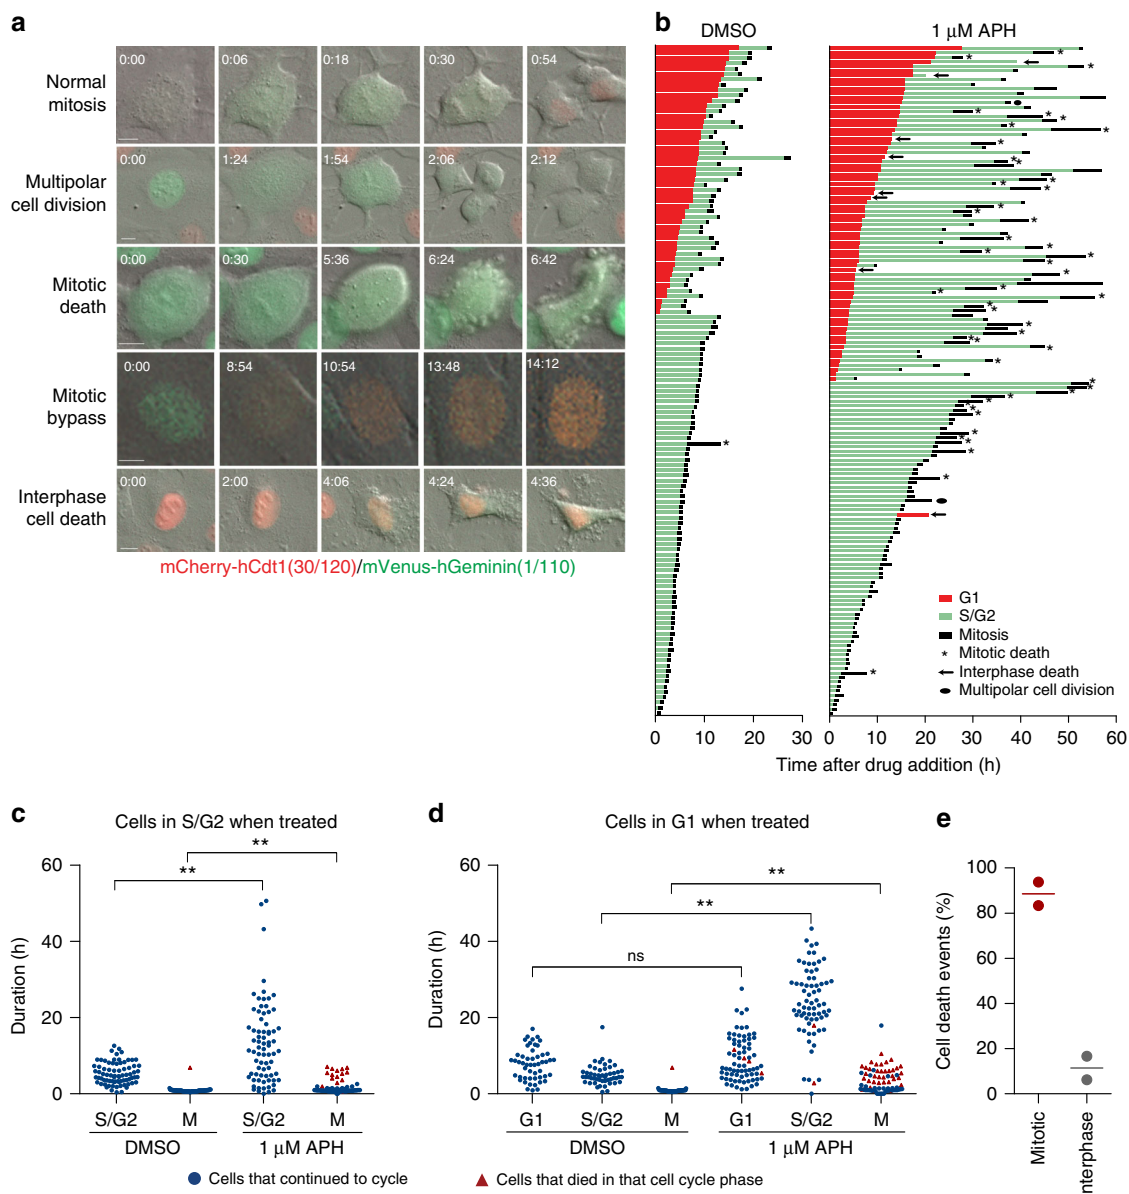 a
Normal mitosis
0:00 0:06 0:18 0:30 0:54
Multipolar cell division
0:00 1:24 1:54 2:06 2:12
Mitotic death
0:00 0:30 5:36 6:24 6:42
Mitotic bypass
0:00 8:54 10:54 13:48 14:12
Interphase cell death
0:00 2:00 4:06 4:24 4:36
mCherry-hCdt1(30/120)/mVenus-hGeminin(1/110)
b
DMSO
1 μM APH
G1
S/G2
Mitosis
* Mitotic death
Interphase death
Multipolar cell division
0 10 20 30
0 10 20 30 40 50 60
Time after drug addition (h)
c
Cells in S/G2 when treated
**
**
Duration (h)
60
40
20
0
S/G2 M S/G2 M
DMSO 1 μM APH
d
Cells in G1 when treated
**
**
ns
Duration (h)
60
40
20
0
G1 S/G2 M G1 S/G2 M
DMSO 1 μM APH
Cells that continued to cycle
Cells that died in that cell cycle phase
e
Cell death events (%)
100
80
60
40
20
0
Mitotic
nterphase